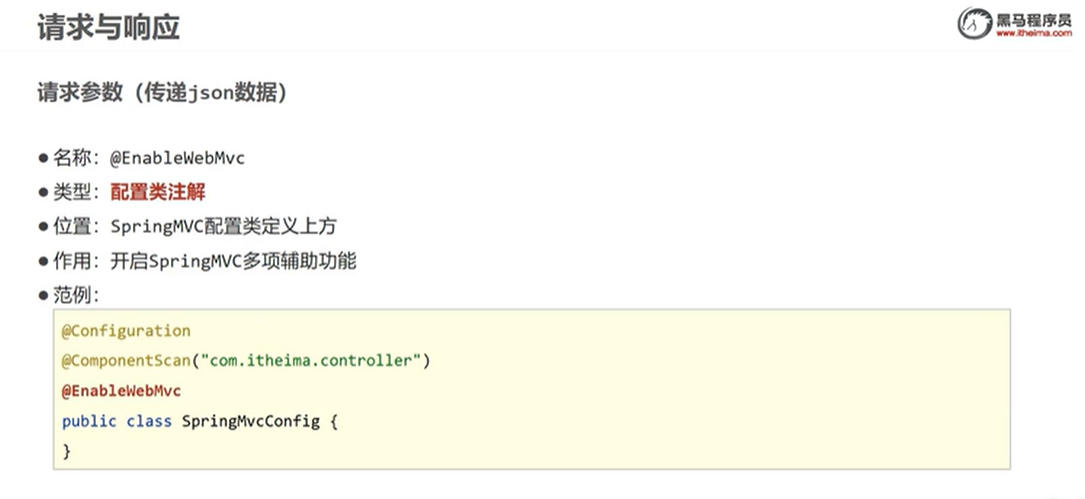 请求与响应
黑马程序员
www.itheima.com
请求参数（传递json数据）
● 名称：@EnableWebMvc
● 类型：配置类注解
● 位置：SpringMVC配置类定义上方
● 作用：开启SpringMVC多项辅助功能
● 范例：
@Configuration
@ComponentScan("com.itheima.controller")
@EnableWebMvc
public class SpringMvcConfig {
}